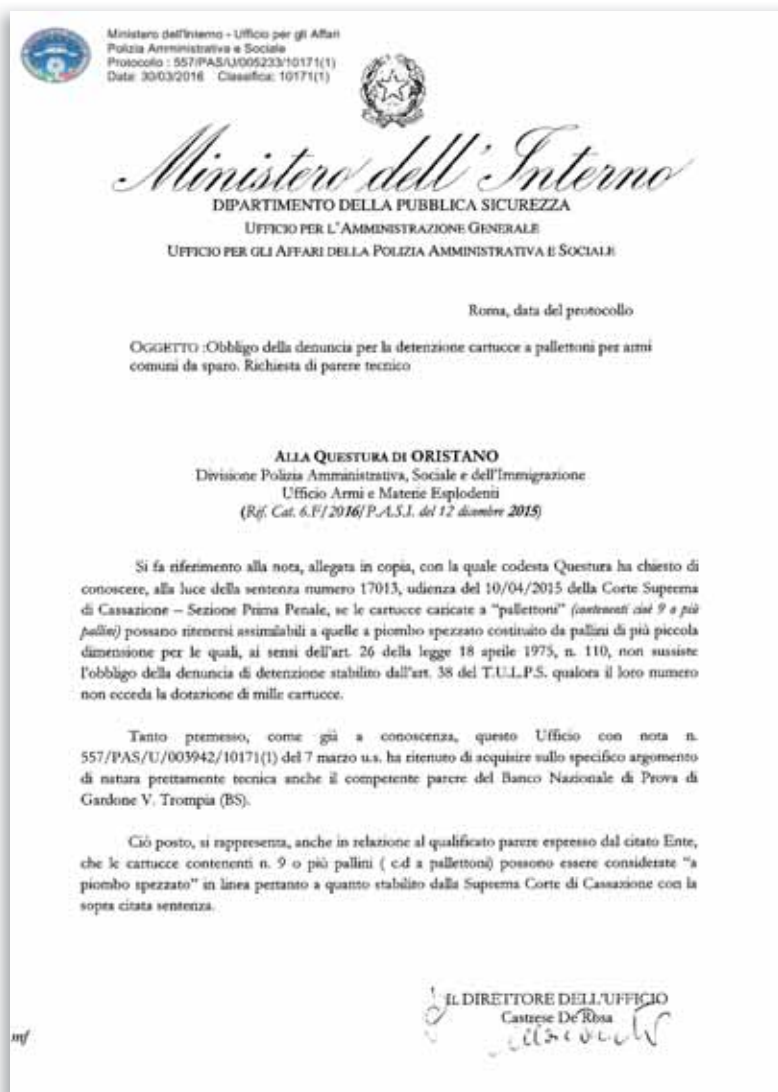 Ministero dell'Interno - Ufficio per gli Affari
Polizia Amministrativa e Sociale
Protocollo : 557/PAS/U/005233/10171(1)
Data: 30/03/2016 Classifica: 10171(1)
Ministero dell'Interno
DIPARTIMENTO DELLA PUBBLICA SICUREZZA
UFFICIO PER L'AMMINISTRAZIONE GENERALE
UFFICIO PER GLI AFFARI DELLA POLIZIA AMMINISTRATIVA E SOCIALE
Roma, data del protocollo
OGGETTO :Obbligo della denuncia per la detenzione cartucce a pallettoni per armi
comuni da sparo. Richiesta di parere tecnico
ALLA QUESTURA DI ORISTANO
Divisione Polizia Amministrativa, Sociale e dell'Immigrazione
Ufficio Armi e Materie Esplodenti
(Rif. Cat. 6.F/2016/P.A.S.I. del 12 dicembre 2015)
Si fa riferimento alla nota, allegata in copia, con la quale codesta Questura ha chiesto di
conoscere, alla luce della sentenza numero 17013, udienza del 10/04/2015 della Corte Suprema
di Cassazione – Sezione Prima Penale, se le cartucce caricate a "pallettoni" (contenenti cioè 9 o più
pallini) possano ritenersi assimilabili a quelle a piombo spezzato costituito da pallini di più piccola
dimensione per le quali, ai sensi dell'art. 26 della legge 18 aprile 1975, n. 110, non sussiste
l'obbligo della denuncia di detenzione stabilito dall'art. 38 del T.U.L.P.S. qualora il loro numero
non ecceda la dotazione di mille cartucce.
Tanto premesso, come già a conoscenza, questo Ufficio con nota n.
557/PAS/U/003942/10171(1) del 7 marzo u.s. ha ritenuto di acquisire sullo specifico argomento
di natura prettamente tecnica anche il competente parere del Banco Nazionale di Prova di
Gardone V. Trompia (BS).
Ciò posto, si rappresenta, anche in relazione al qualificato parere espresso dal citato Ente,
che le cartucce contenenti n. 9 o più pallini ( c.d a pallettoni) possono essere considerate "a
piombo spezzato" in linea pertanto a quanto stabilito dalla Suprema Corte di Cassazione con la
sopra citata sentenza.
IL DIRETTORE DELL'UFFICIO
Castrese De Rosa
mf